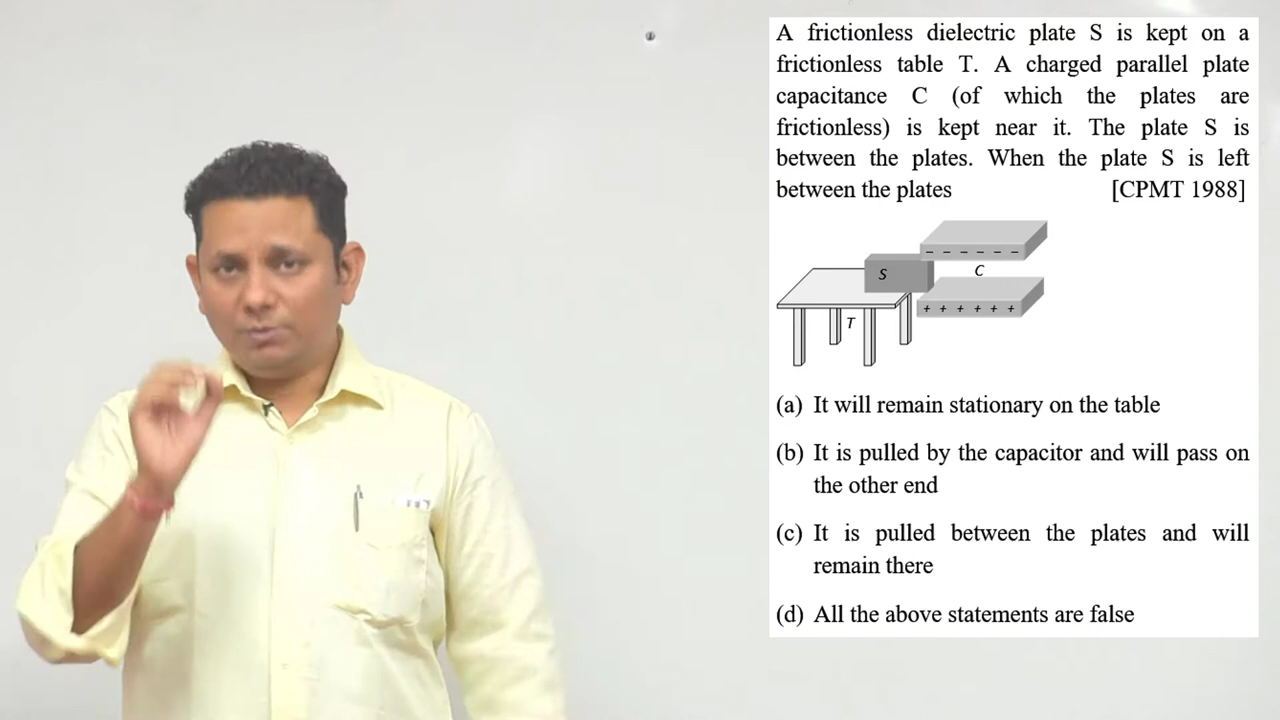 A frictionless dielectric plate S is kept on a
frictionless table T. A charged parallel plate
capacitance C (of which the plates are
frictionless) is kept near it. The plate S is
between the plates. When the plate S is left
between the plates [CPMT 1988]
− − − − − −
S
C
+ + + + + +
T
(a) It will remain stationary on the table
(b) It is pulled by the capacitor and will pass on
the other end
(c) It is pulled between the plates and will
remain there
(d) All the above statements are false